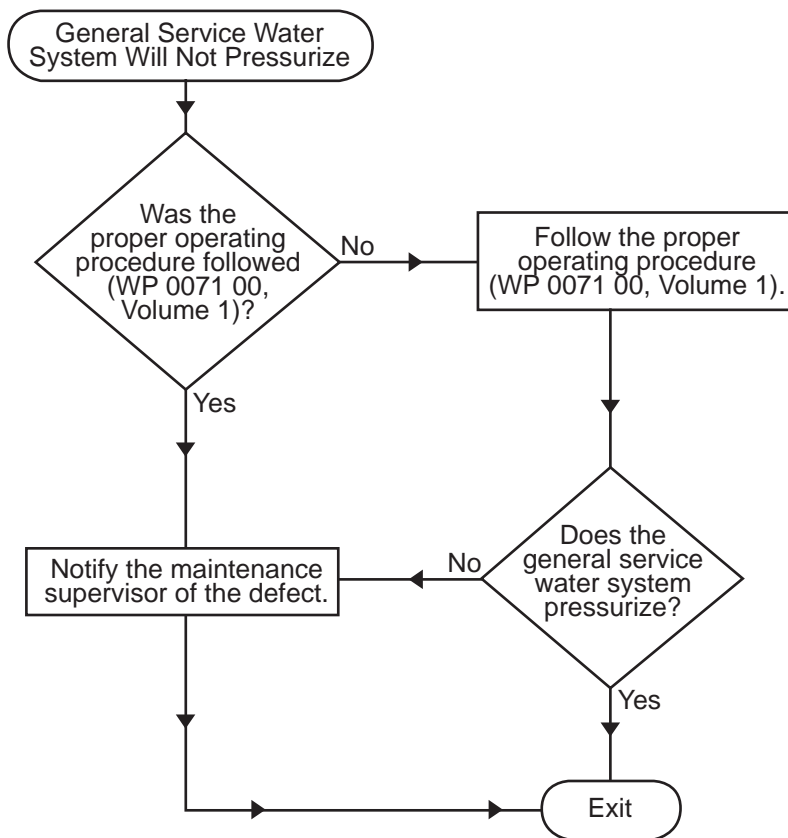 General Service Water
System Will Not Pressurize
Was the
proper operating
procedure followed
(WP 0071 00,
Volume 1)?
No
Follow the proper
operating procedure
(WP 0071 00, Volume 1).
Yes
Does the
general service
water system
pressurize?
No
Notify the maintenance
supervisor of the defect.
Yes
Exit